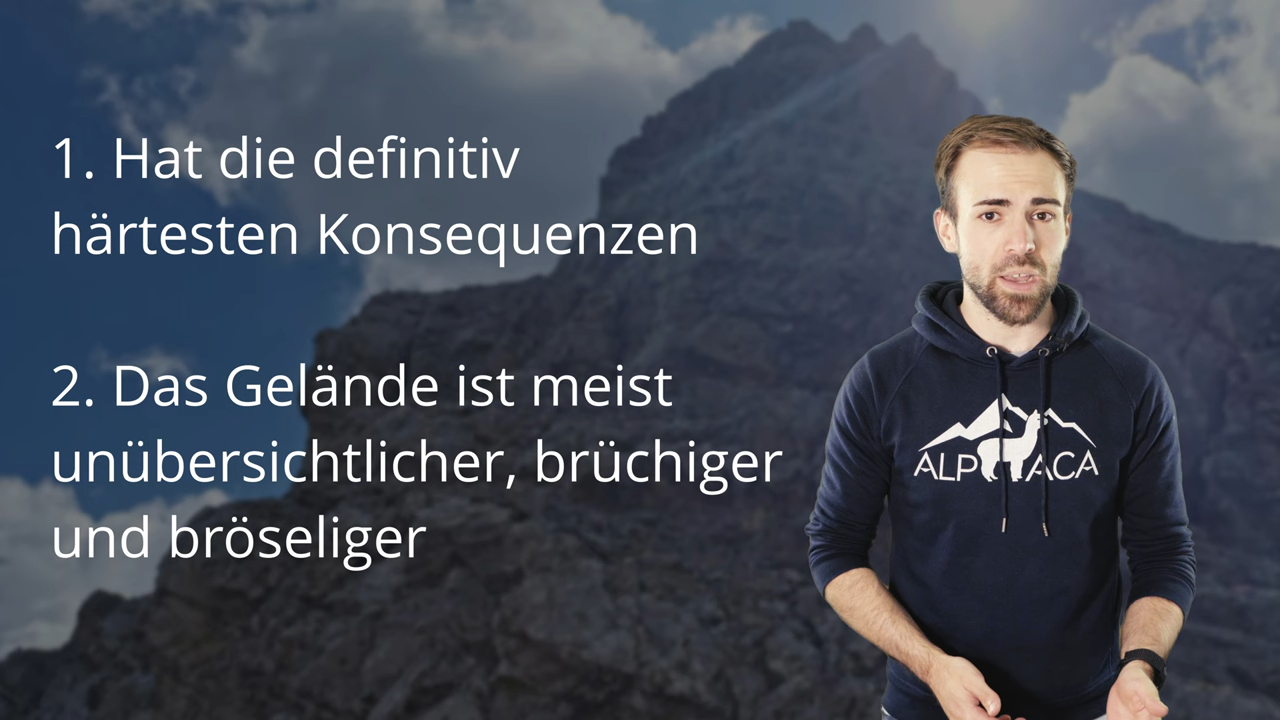 1. Hat die definitiv
härtesten Konsequenzen
2. Das Gelände ist meist
unübersichtlicher, brüchiger
und bröseliger
ALPACA